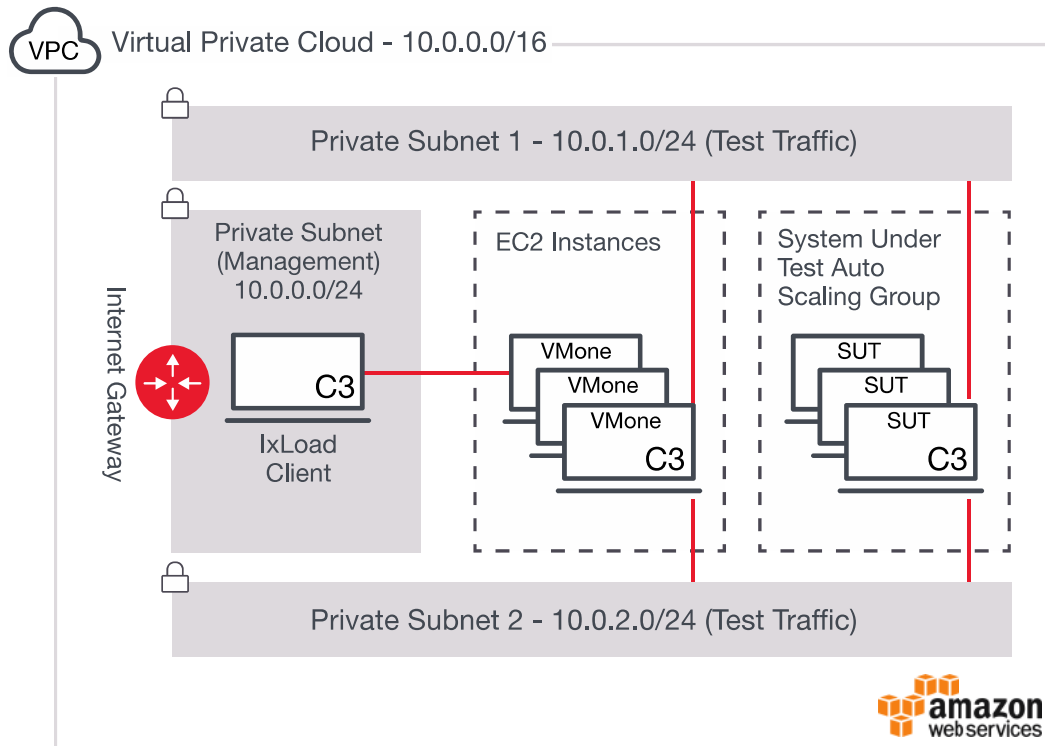 VPC
Virtual Private Cloud - 10.0.0.0/16
Private Subnet 1 - 10.0.1.0/24 (Test Traffic)
Private Subnet
(Management)
10.0.0.0/24
EC2 Instances
System Under
Test Auto
Scaling Group
Internet Gateway
C3
IxLoad
Client
VMone
VMone
VMone
C3
SUT
SUT
SUT
C3
Private Subnet 2 - 10.0.2.0/24 (Test Traffic)
amazon
web services